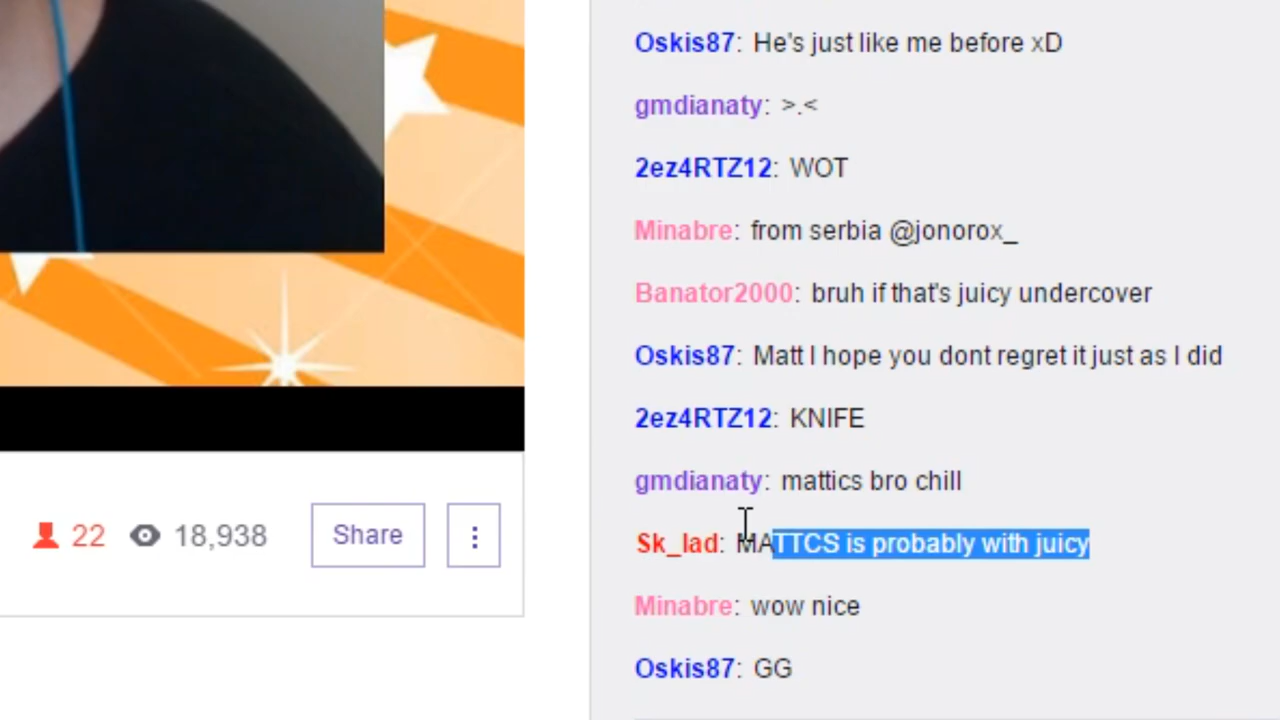 Oskis87: He's just like me before xD
gmdianaty: >.<
2ez4RTZ12: WOT
Minabre: from serbia @jonorox_
Banator2000: bruh if that's juicy undercover
Oskis87: Matt I hope you dont regret it just as I did
2ez4RTZ12: KNIFE
gmdianaty: mattics bro chill
Sk_lad: MATTCS is probably with juicy
Minabre: wow nice
Oskis87: GG
22 18,938 Share